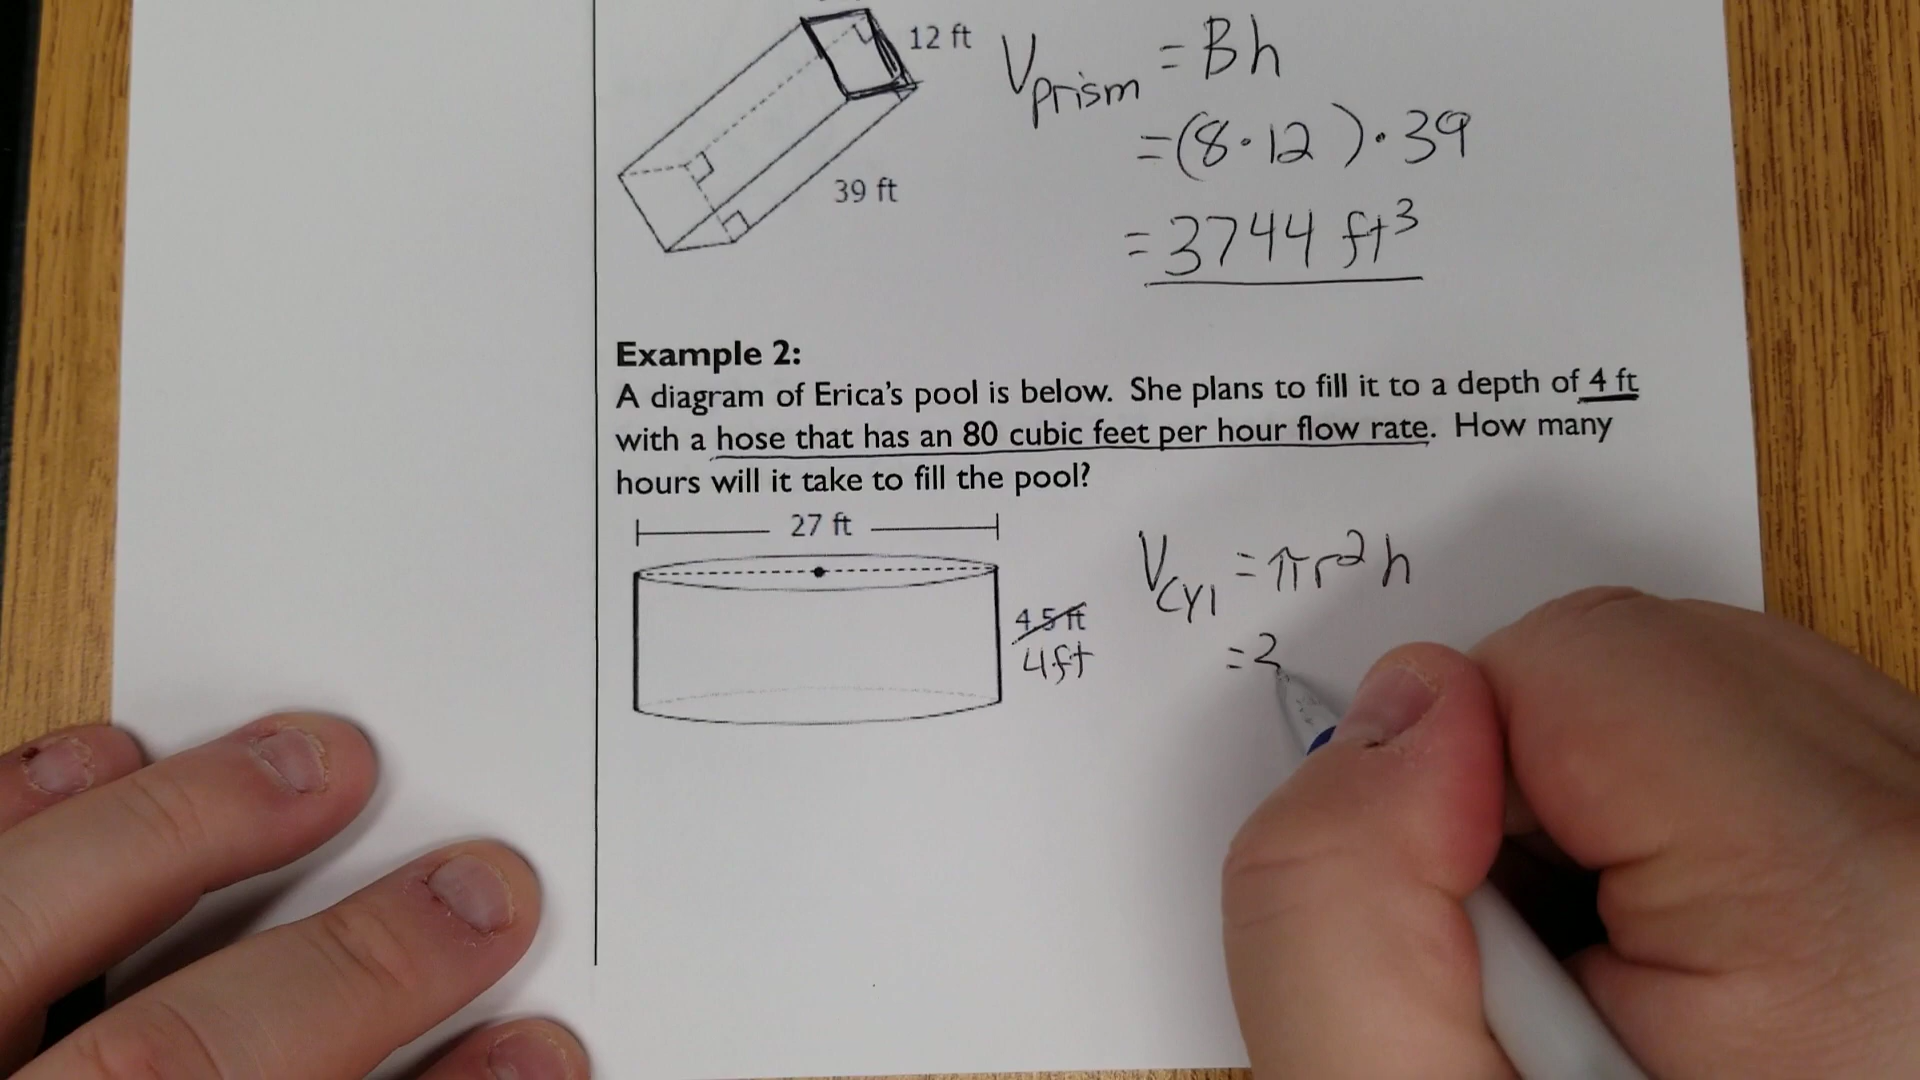 12 ft
39 ft
Vprism = Bh
=(8·12)·39
=3744 ft³
Example 2:
A diagram of Erica's pool is below. She plans to fill it to a depth of 4 ft
with a hose that has an 80 cubic feet per hour flow rate. How many
hours will it take to fill the pool?
27 ft
4.5 ft
4ft
Vcyl = πr²h
=3